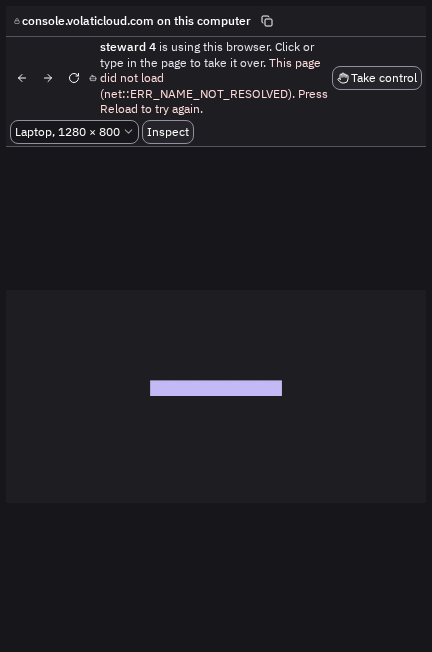 console.volaticloud.com on this computer
steward 4 is using this browser. Click or
type in the page to take it over. This page
did not load
(net::ERR_NAME_NOT_RESOLVED). Press
Reload to try again.
Take control
Laptop, 1280 × 800
Inspect